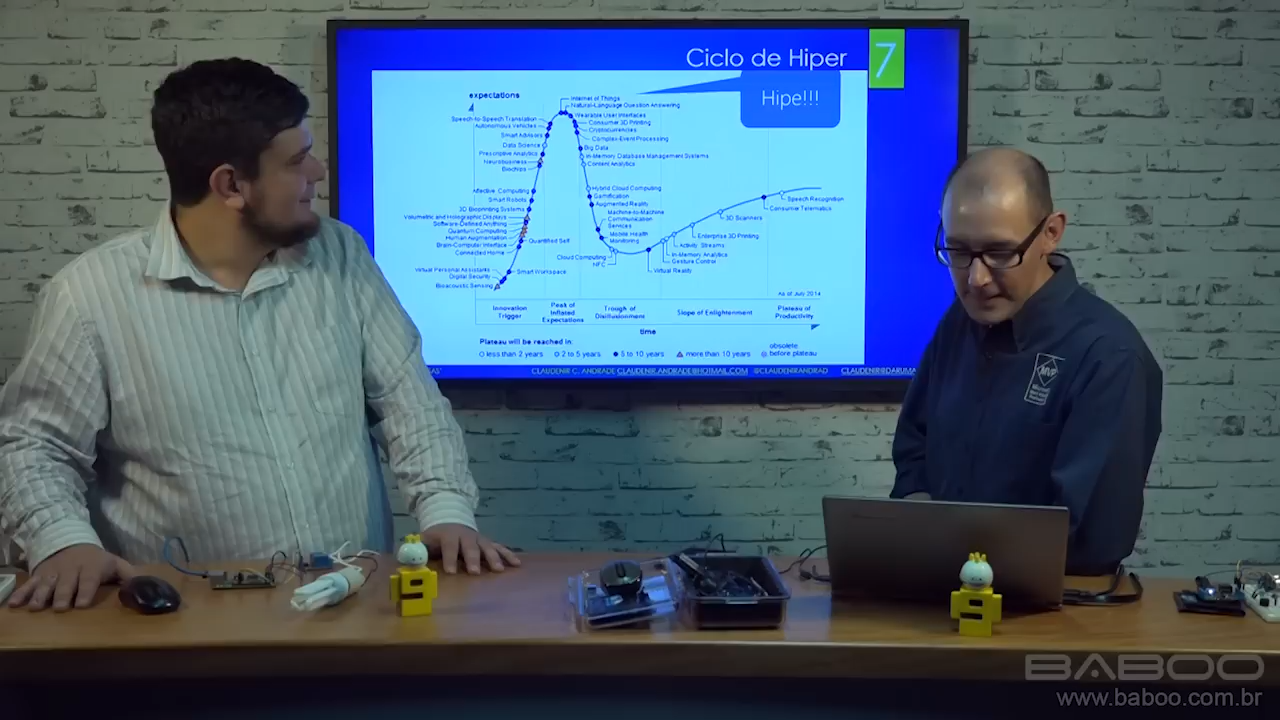 Ciclo de Hiper
7
Hipe!!!
expectations
Internet of Things
Natural-Language Question Answering
Wearable User Interfaces
Consumer 3D Printing
Cryptocurrencies
Complex-Event Processing
Big Data
In-Memory Database Management Systems
Content Analytics
Speech-to-Speech Translation
Autonomous Vehicles
Smart Advisors
Data Science
Prescriptive Analytics
Neurobusiness
Biochips
Affective Computing
Smart Robots
3D Bioprinting Systems
Volumetric and Holographic Displays
Software-Defined Anything
Quantum Computing
Human Augmentation
Brain-Computer Interface
Connected Home
Quantified Self
Virtual Personal Assistants
Smart Workspace
Digital Security
Bioacoustic Sensing
Hybrid Cloud Computing
Gamification
Augmented Reality
Machine-to-Machine
Communication
Services
Mobile Health
Monitoring
Cloud Computing
NFC
Virtual Reality
Gesture Control
In-Memory Analytics
Activity Streams
Enterprise 3D Printing
3D Scanners
Consumer Telematics
Speech Recognition
As of July 2014
Innovation
Trigger
Peak of
Inflated
Expectations
Trough of
Disillusionment
Slope of Enlightenment
Plateau of
Productivity
time
Plateau will be reached in:
less than 2 years
2 to 5 years
5 to 10 years
more than 10 years
obsolete
before plateau
CLAUDENIR C. ANDRADE CLAUDENIR.ANDRADE@HOTMAIL.COM @CLAUDENIRANDRAD CLAUDENIR@DARUMA
MVP
BABOO
www.baboo.com.br